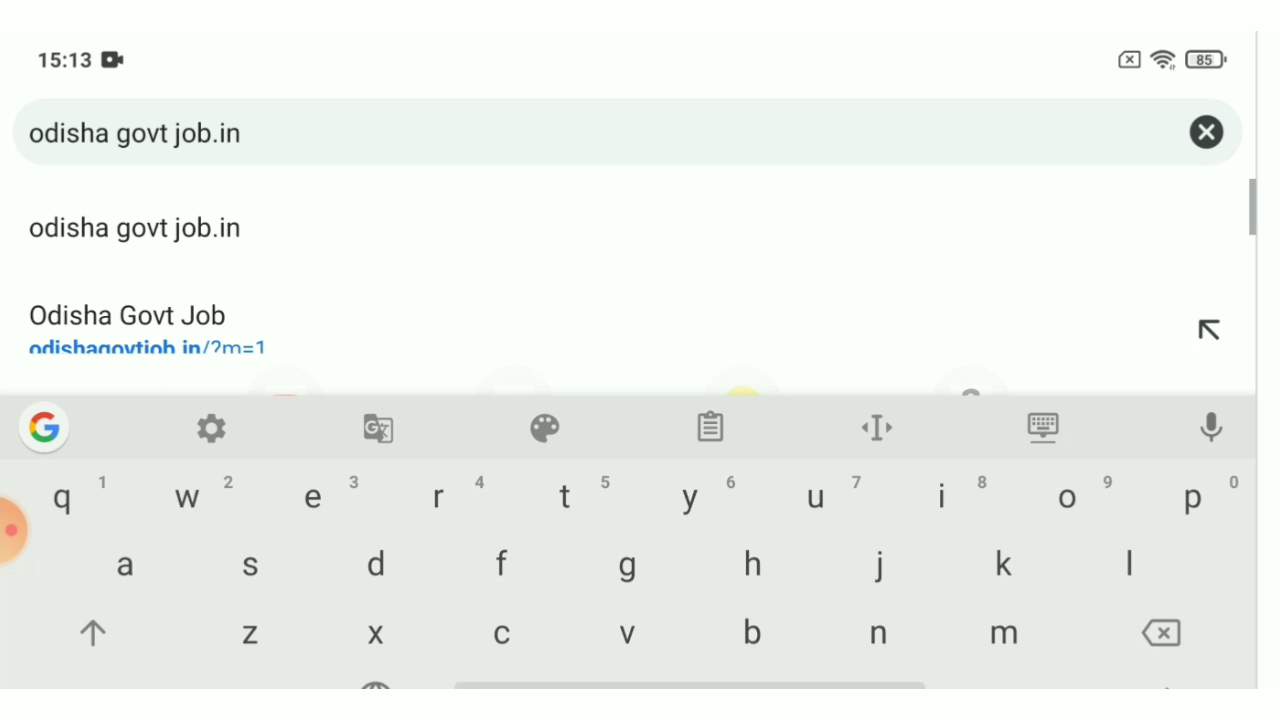 15:13
85
odisha govt job.in
odisha govt job.in
Odisha Govt Job
odishagovtjob.in/?m=1
q 1 w 2 e 3 r 4 t 5 y 6 u 7 i 8 o 9 p 0
a s d f g h j k l
z x c v b n m